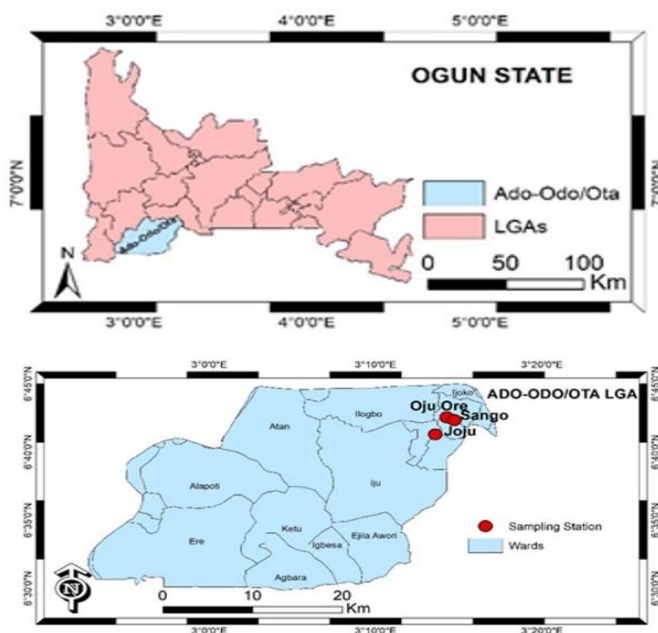 3°0'0"E 4°0'0"E 5°0'0"E
OGUN STATE
7°0'0"N
7°0'0"N
Ado-Odo/Ota
Ado-Odo/Ota
LGAs
N
0 50 100
Km
3°0'0"E 4°0'0"E 5°0'0"E
3°0'0"E 3°10'0"E 3°20'0"E
ADO-ODO/OTA LGA
6°45'0"N
6°45'0"N
Ijoko
Oju Ore
Sango
Ilogbo
Joju
Atan
6°40'0"N
6°40'0"N
Alapoti
Iju
6°35'0"N
6°35'0"N
Ere
Ketu
Ejila Awori
Igbesa
Agbara
Sampling Station
Wards
6°30'0"N
6°30'0"N
N
0 10 20
Km
3°0'0"E 3°10'0"E 3°20'0"E